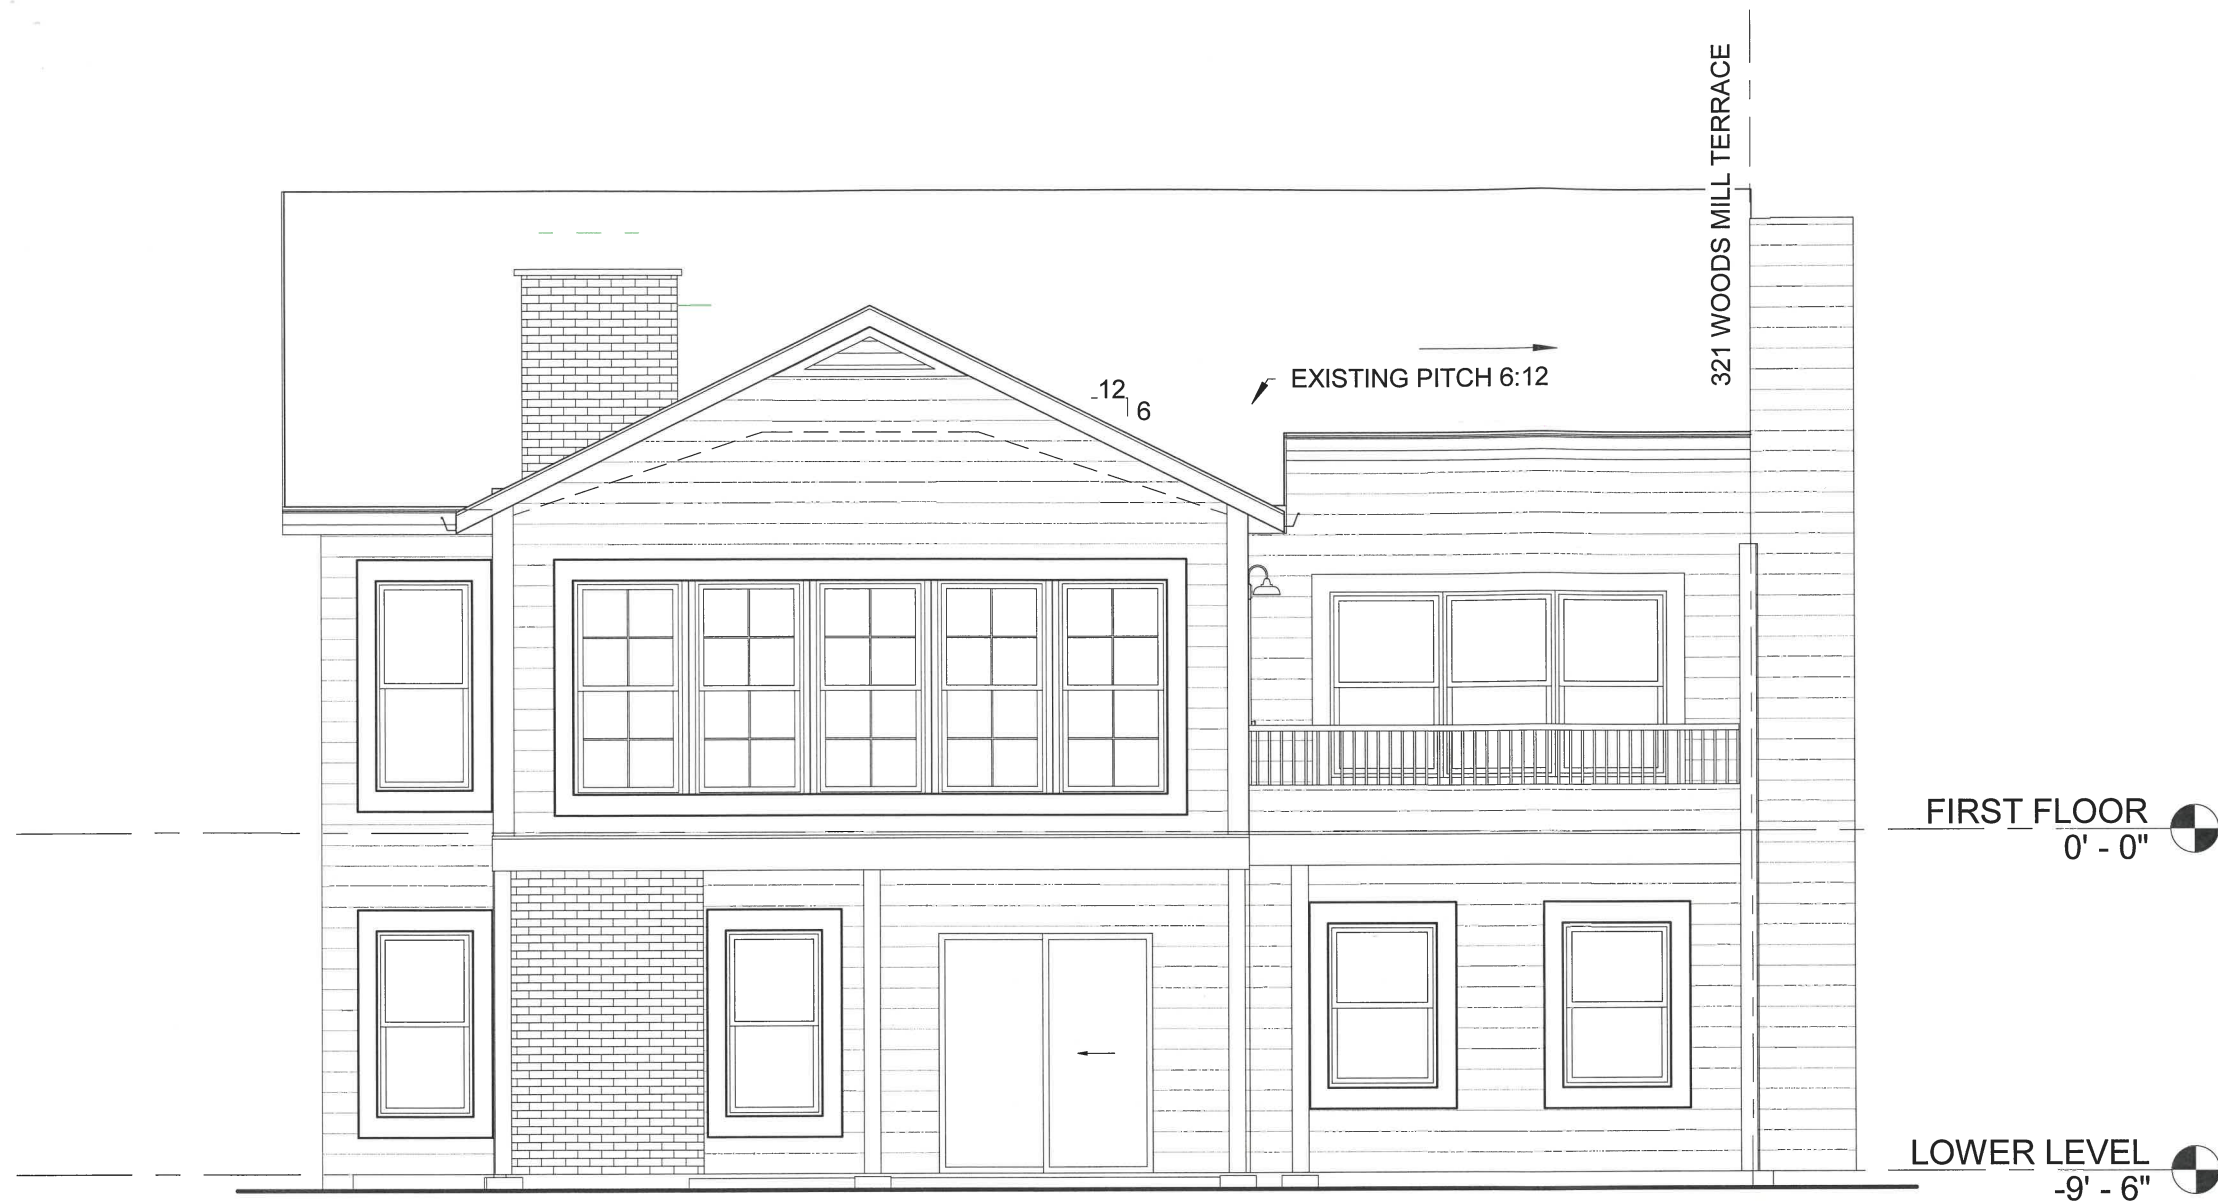 321 WOODS MILL TERRACE
12
6
EXISTING PITCH 6:12
FIRST FLOOR
0' - 0"
LOWER LEVEL
-9' - 6"